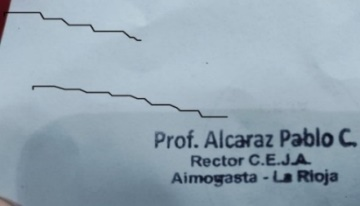 Prof. Alcaraz Pablo C.
Rector C.E.J.A.
Aimogasta - La Rioja